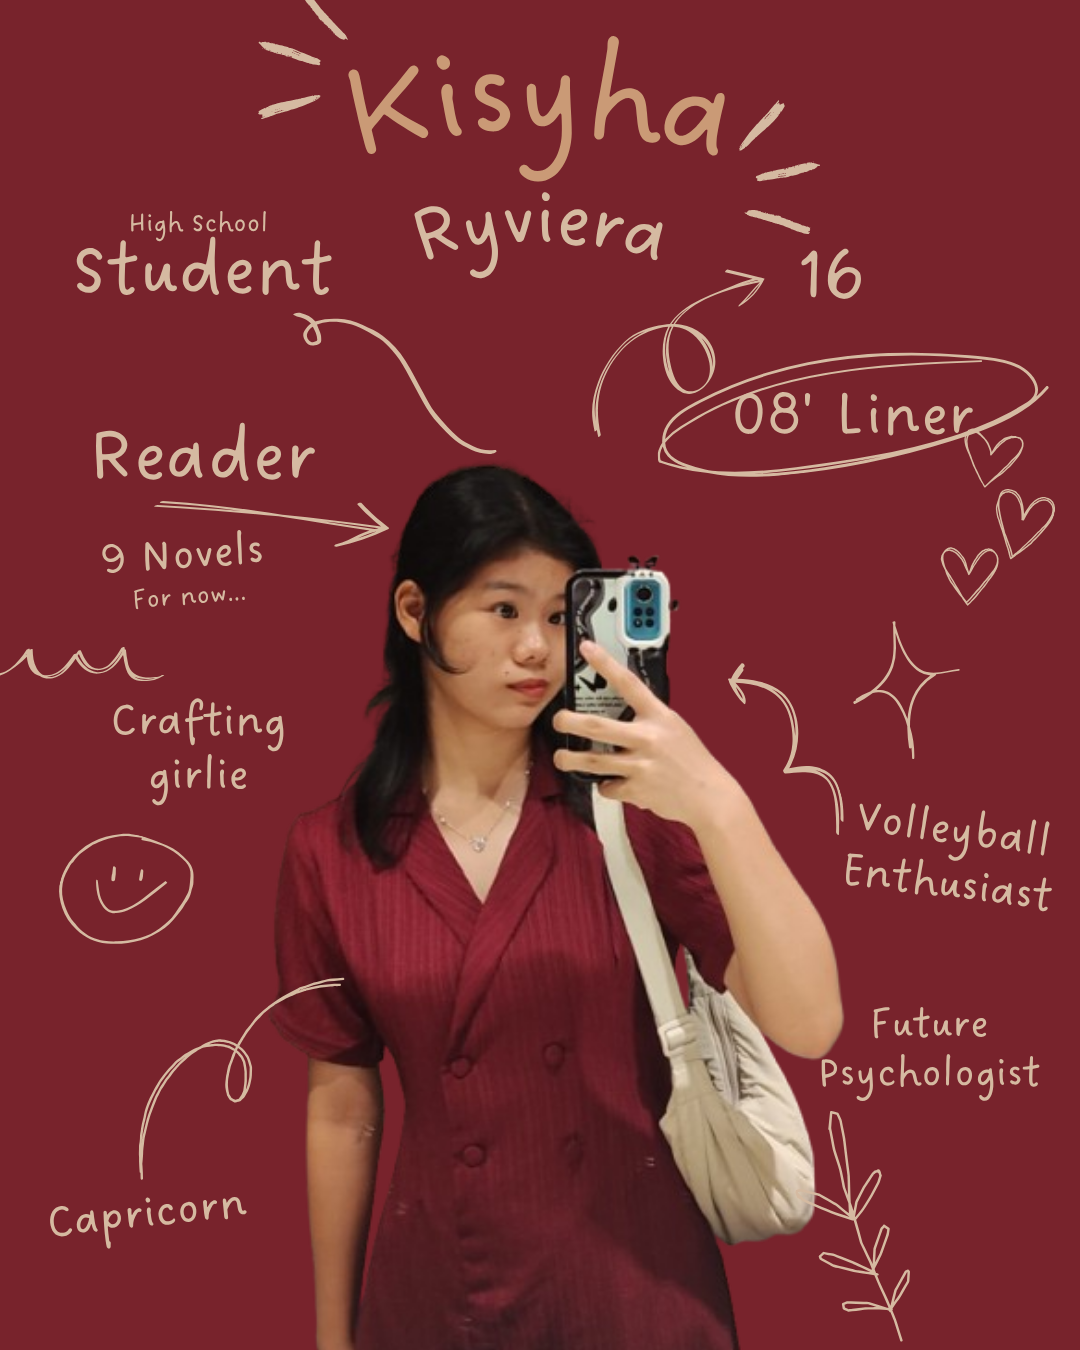 Kisyha
Ryviera
High School
Student
16
08' Liner
Reader
9 Novels
For now...
Crafting
girlie
Volleyball
Enthusiast
Future
Psychologist
Capricorn